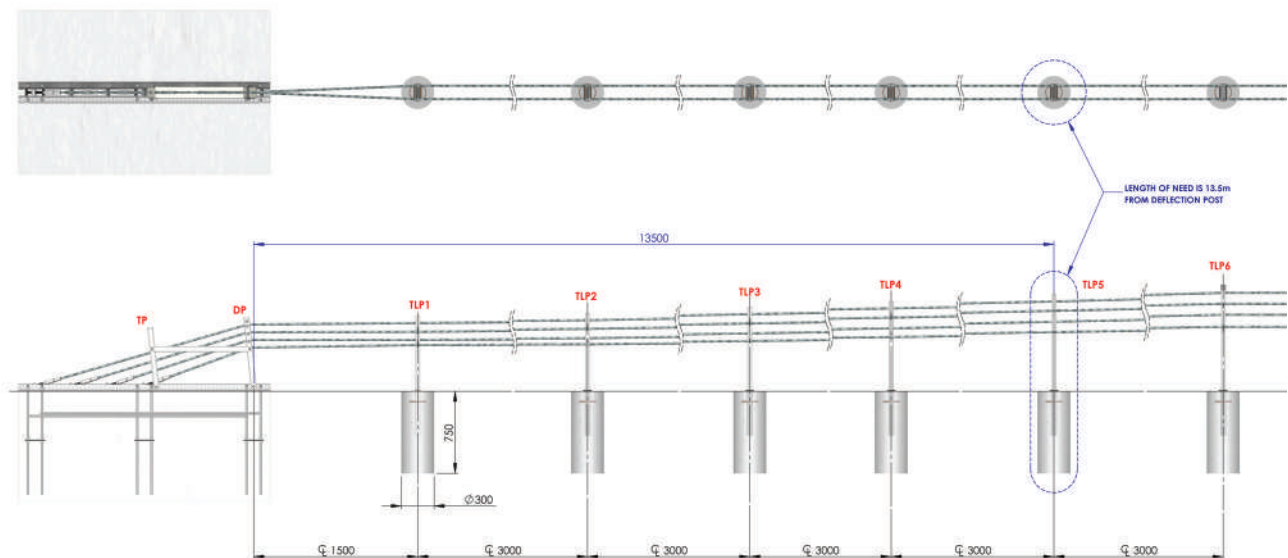 LENGTH OF NEED IS 13.5m
FROM DEFLECTION POST
13500
TP
DP
TLP1
TLP2
TLP3
TLP4
TLP5
TLP6
750
Ø300
℄ 1500
℄ 3000
℄ 3000
℄ 3000
℄ 3000
℄ 3000